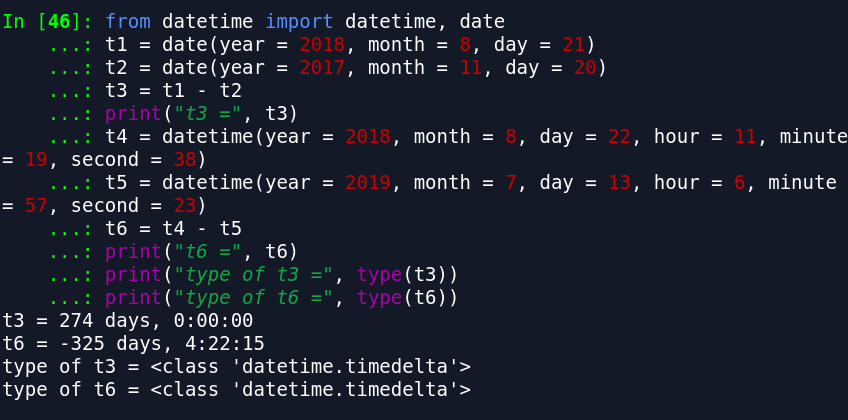 In [46]: from datetime import datetime, date
    ...: t1 = date(year = 2018, month = 8, day = 21)
    ...: t2 = date(year = 2017, month = 11, day = 20)
    ...: t3 = t1 - t2
    ...: print("t3 =", t3)
    ...: t4 = datetime(year = 2018, month = 8, day = 22, hour = 11, minute
= 19, second = 38)
    ...: t5 = datetime(year = 2019, month = 7, day = 13, hour = 6, minute
= 57, second = 23)
    ...: t6 = t4 - t5
    ...: print("t6 =", t6)
    ...: print("type of t3 =", type(t3))
    ...: print("type of t6 =", type(t6))
t3 = 274 days, 0:00:00
t6 = -325 days, 4:22:15
type of t3 = <class 'datetime.timedelta'>
type of t6 = <class 'datetime.timedelta'>